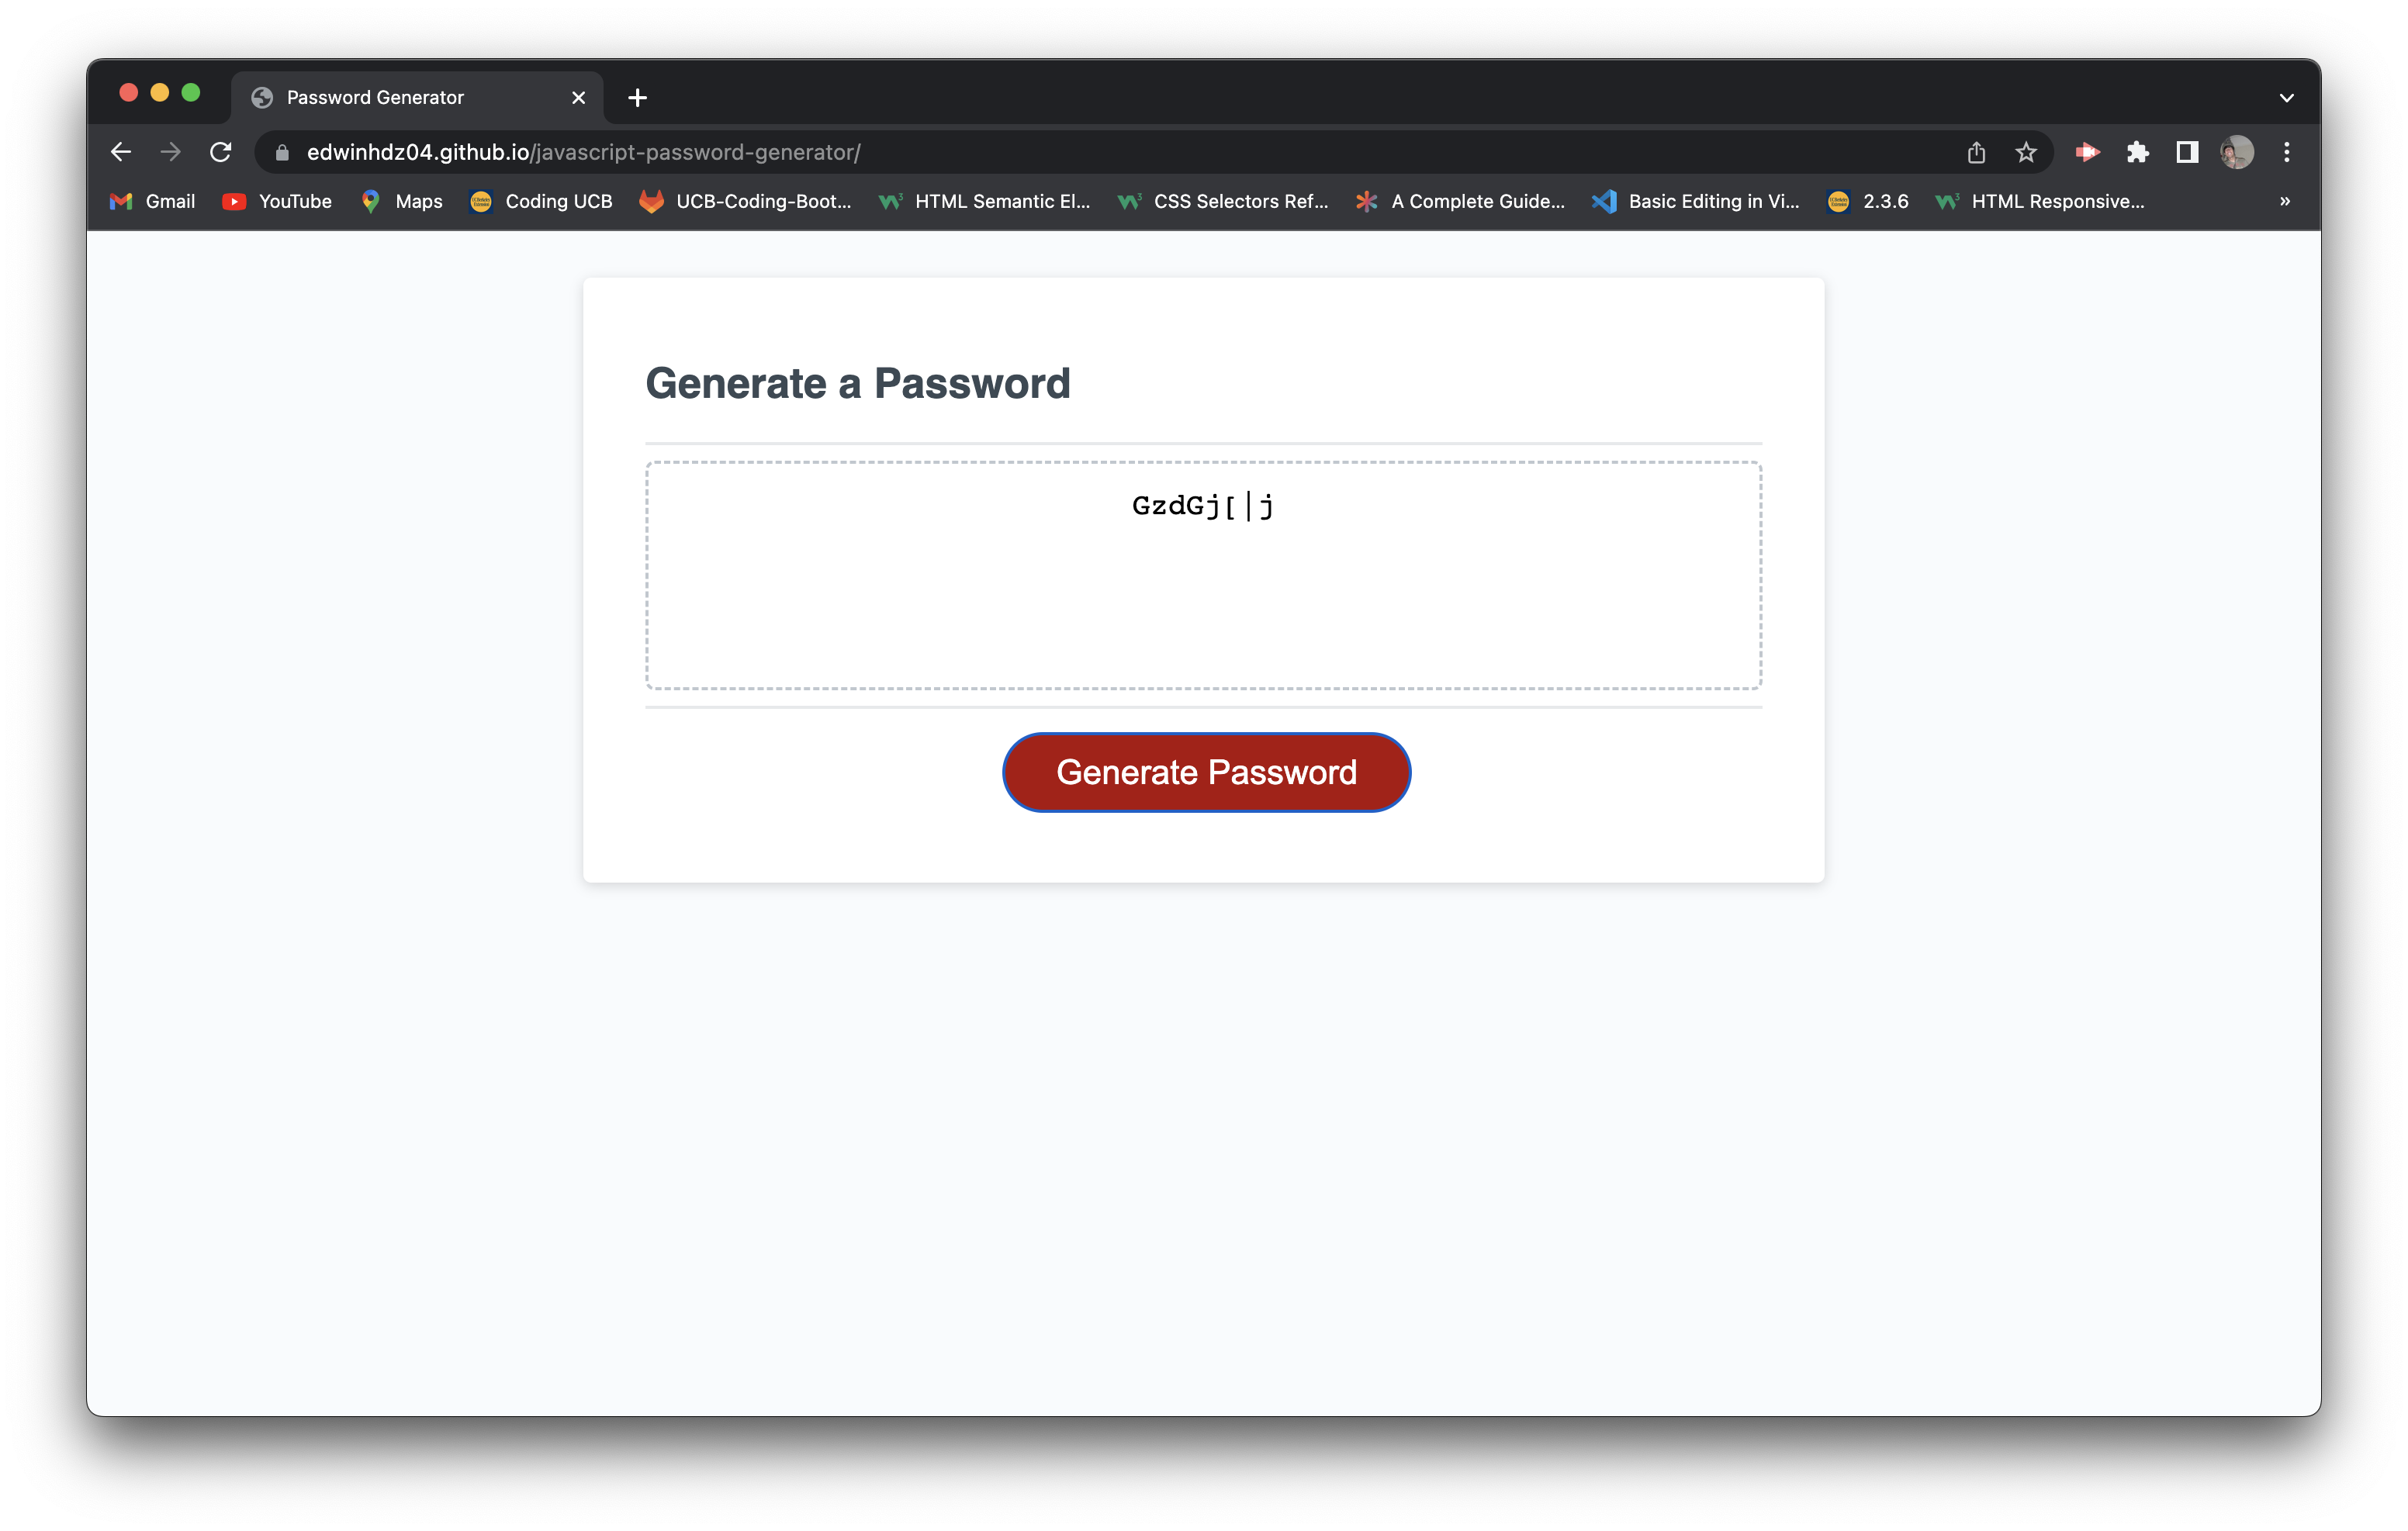 Password Generator
edwinhdz04.github.io/javascript-password-generator/
Gmail YouTube Maps Coding UCB UCB-Coding-Boot... HTML Semantic El... CSS Selectors Ref... A Complete Guide... Basic Editing in Vi... 2.3.6 HTML Responsive... »
Generate a Password
GzdGj[|j
Generate Password